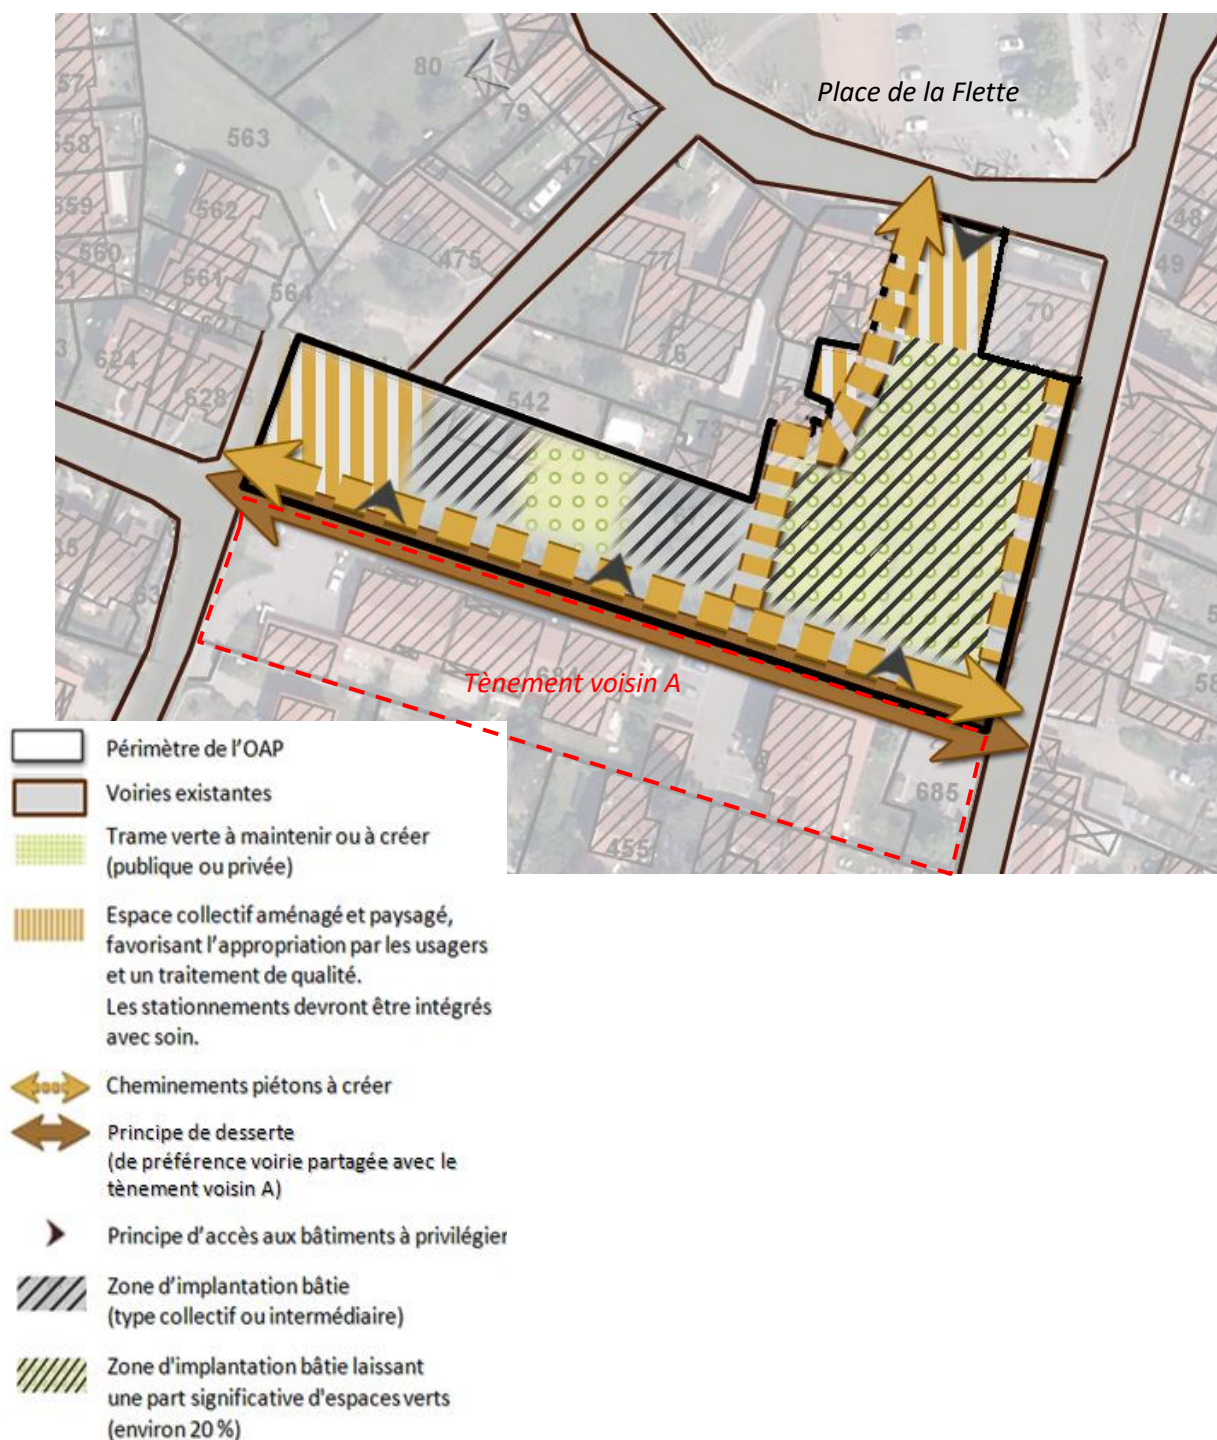 Place de la Flette
80
79
563
57
558
559
562
560
561
564
475
77
71
70
48
49
76
624
628
542
73
Tènement voisin A
684
685
455
58
Périmètre de l'OAP
Voiries existantes
Trame verte à maintenir ou à créer
(publique ou privée)
Espace collectif aménagé et paysagé,
favorisant l'appropriation par les usagers
et un traitement de qualité.
Les stationnements devront être intégrés
avec soin.
Cheminements piétons à créer
Principe de desserte
(de préférence voirie partagée avec le
tènement voisin A)
Principe d'accès aux bâtiments à privilégier
Zone d'implantation bâtie
(type collectif ou intermédiaire)
Zone d'implantation bâtie laissant
une part significative d'espaces verts
(environ 20 %)